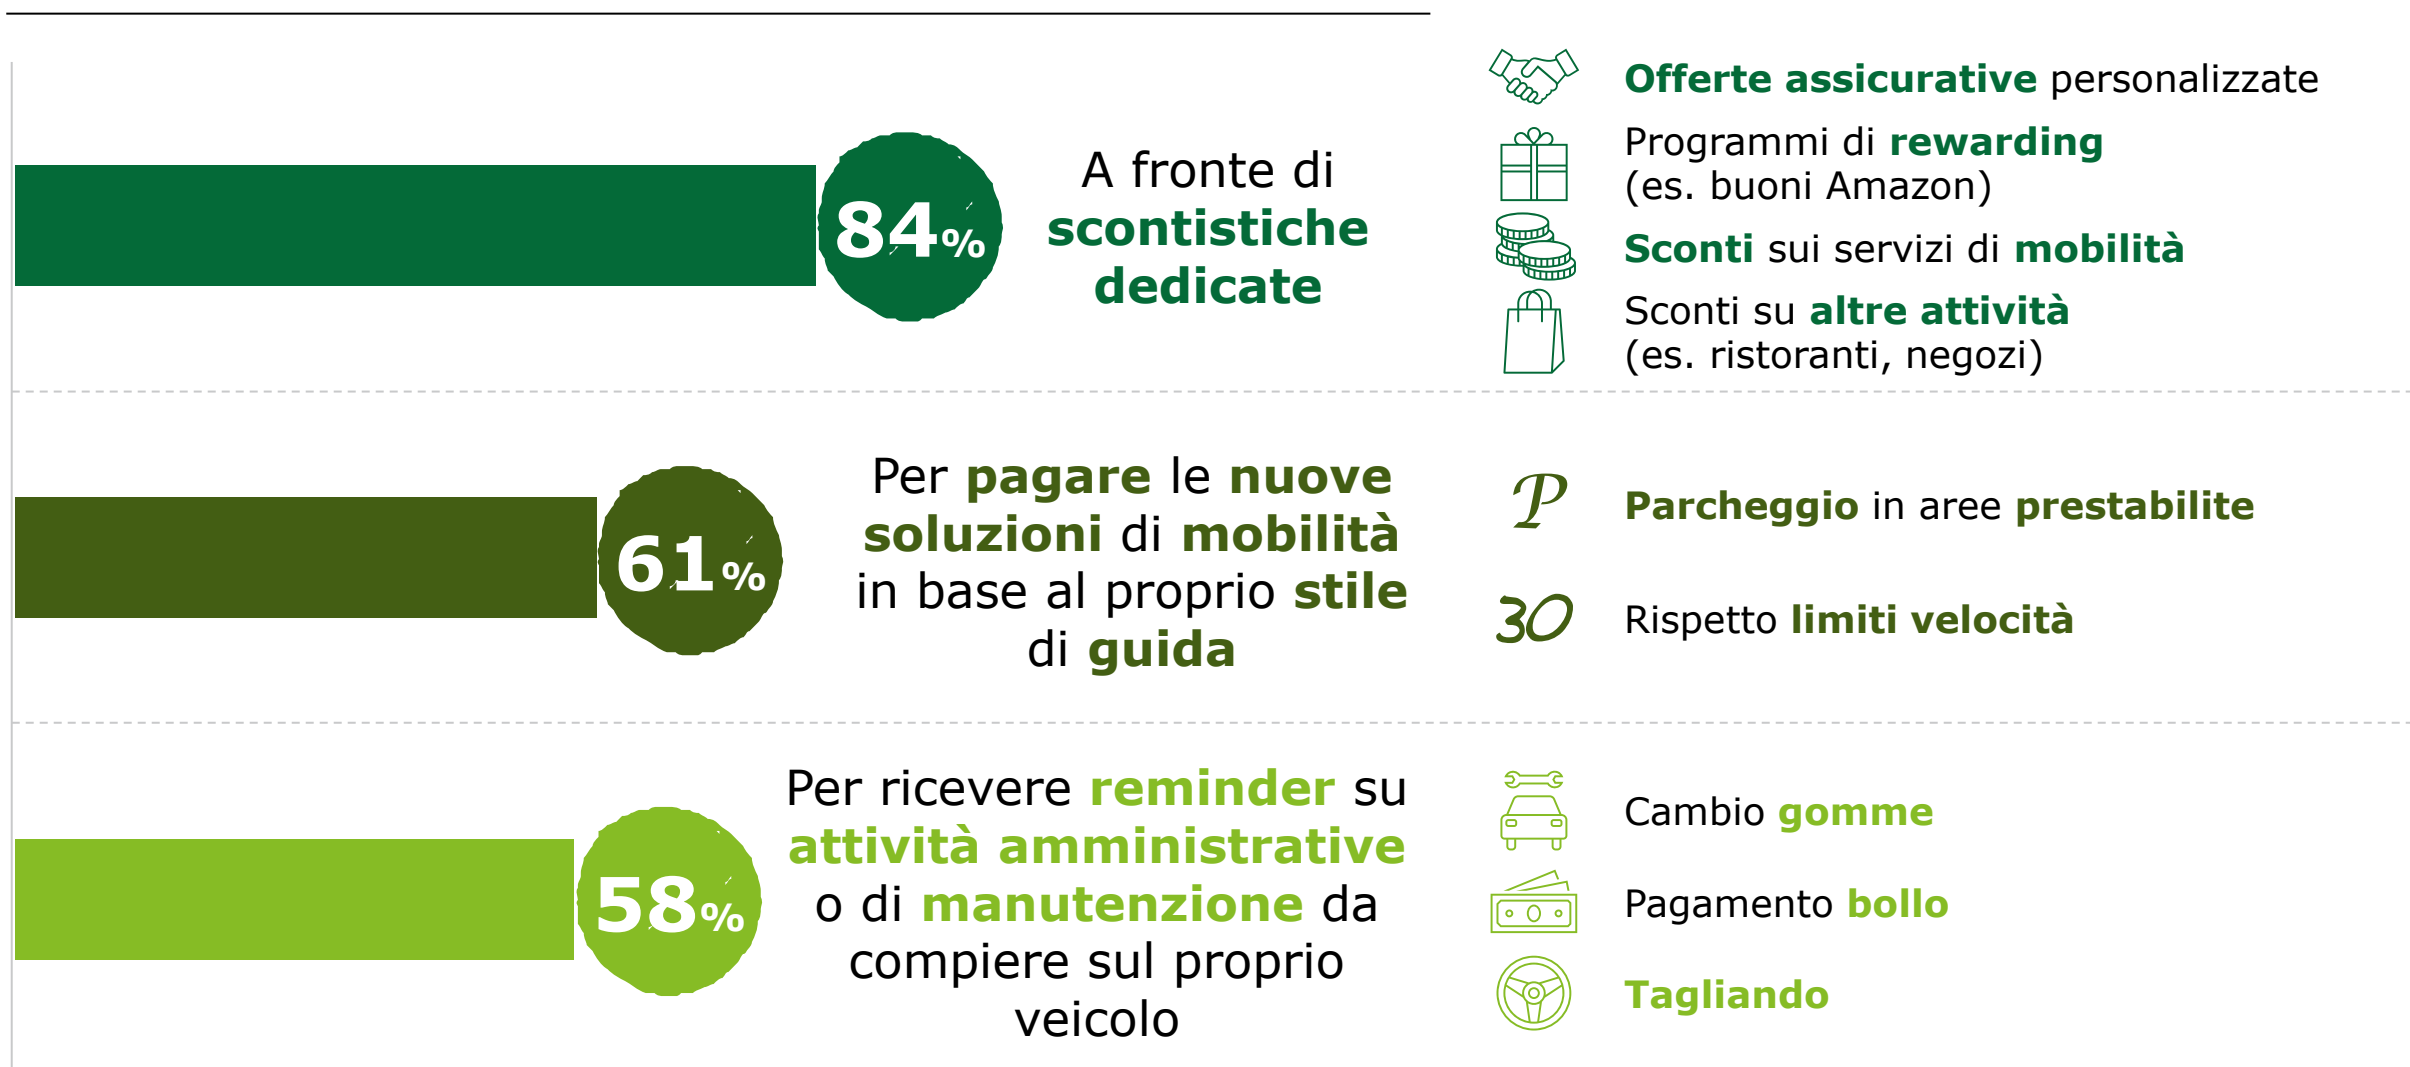 84%
A fronte di
scontistiche
dedicate
Offerte assicurative personalizzate
Programmi di rewarding
(es. buoni Amazon)
Sconti sui servizi di mobilità
Sconti su altre attività
(es. ristoranti, negozi)
61%
Per pagare le nuove
soluzioni di mobilità
in base al proprio stile
di guida
P
Parcheggio in aree prestabilite
30
Rispetto limiti velocità
58%
Per ricevere reminder su
attività amministrative
o di manutenzione da
compiere sul proprio
veicolo
Cambio gomme
Pagamento bollo
Tagliando